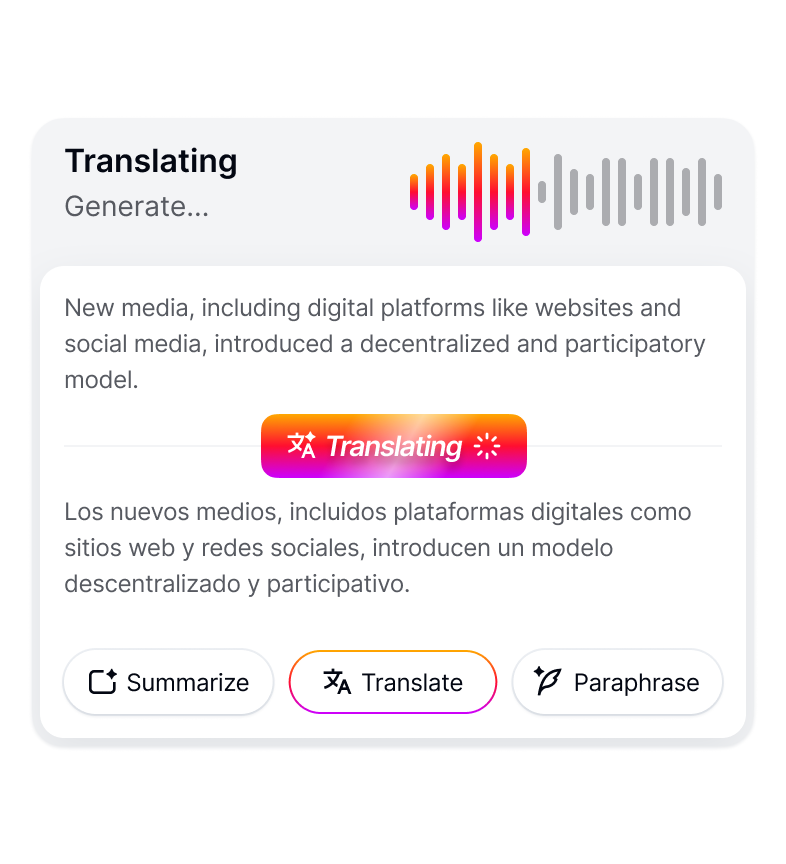 Translating
Generate...
New media, including digital platforms like websites and
social media, introduced a decentralized and participatory
model.
Translating
Los nuevos medios, incluidos plataformas digitales como
sitios web y redes sociales, introducen un modelo
descentralizado y participativo.
Summarize
Translate
Paraphrase